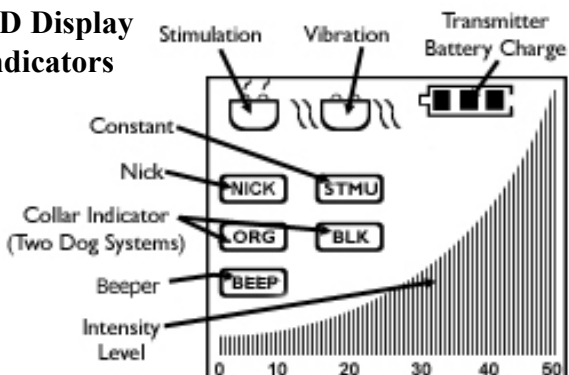 D Display
ndicators
Stimulation
Vibration
Transmitter
Battery Charge
Constant
Nick
Collar Indicator
(Two Dog Systems)
Beeper
Intensity
Level
NICK
STMU
ORG
BLK
BEEP
0 10 20 30 40 50